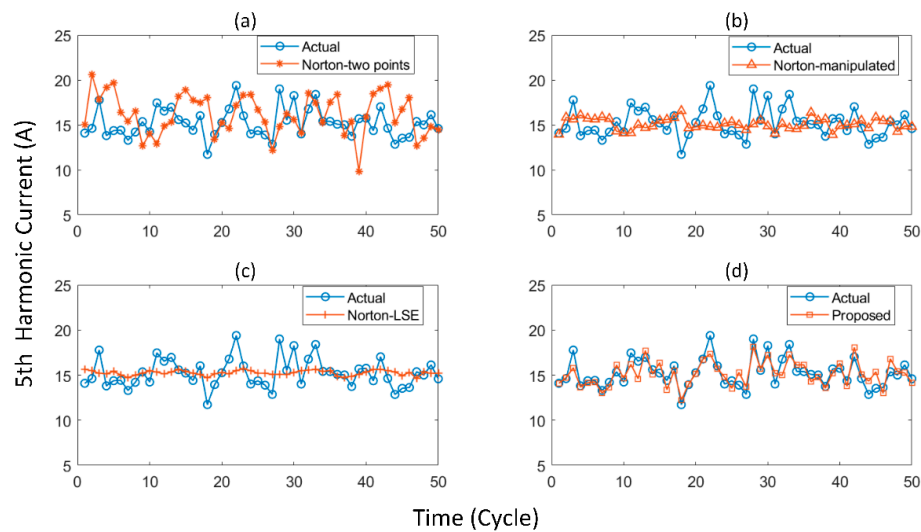 (a)
Actual
Norton-two points
25
20
15
10
5
0 10 20 30 40 50
(b)
Actual
Norton-manipulated
25
20
15
10
5
0 10 20 30 40 50
(c)
Actual
Norton-LSE
25
20
15
10
5
0 10 20 30 40 50
(d)
Actual
Proposed
25
20
15
10
5
0 10 20 30 40 50
5th Harmonic Current (A)
Time (Cycle)